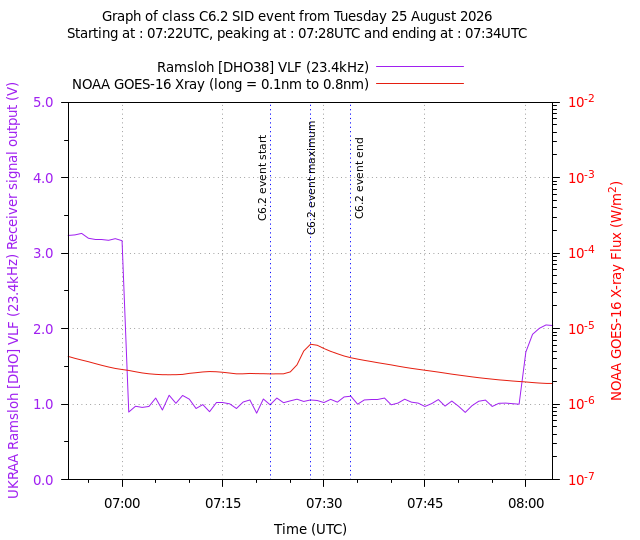 Graph of class C6.2 SID event from Tuesday 25 August 2026
Starting at : 07:22UTC, peaking at : 07:28UTC and ending at : 07:34UTC
Ramsloh [DHO38] VLF (23.4kHz)
NOAA GOES-16 Xray (long = 0.1nm to 0.8nm)
UKRAA Ramsloh [DHO] VLF (23.4kHz) Receiver signal output (V)
5.0
4.0
3.0
2.0
1.0
0.0
C6.2 event start
C6.2 event maximum
C6.2 event end
10-2
10-3
10-4
10-5
10-6
10-7
NOAA GOES-16 X-ray Flux (W/m2)
07:00 07:15 07:30 07:45 08:00
Time (UTC)